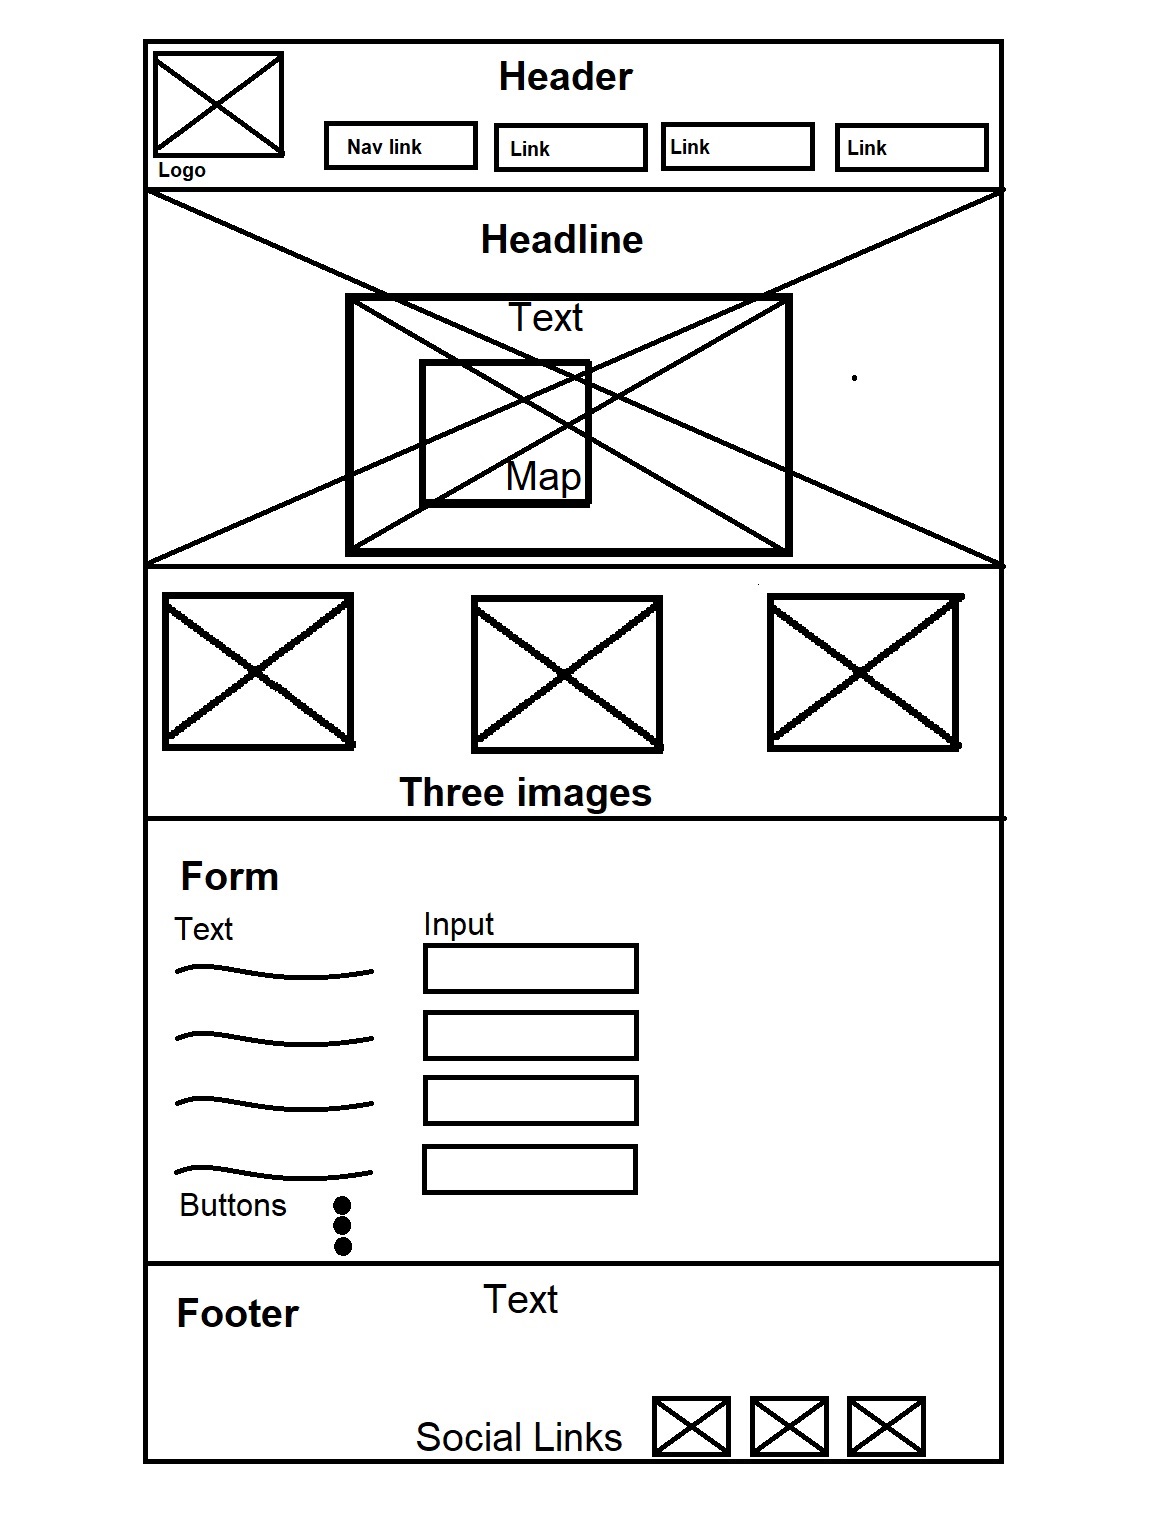 Header
Logo
Nav link
Link
Link
Link
Headline
Text
Map
Three images
Form
Text
Input
Buttons
Footer
Text
Social Links